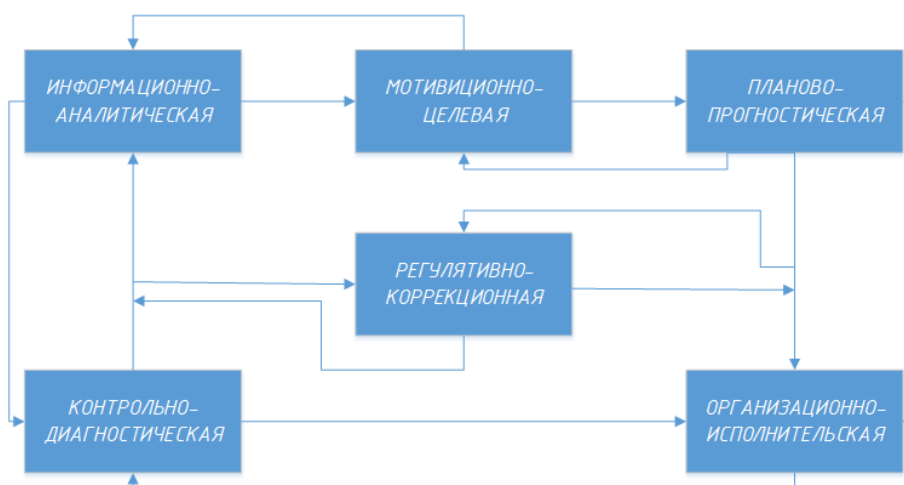 ИНФОРМАЦИОННО-
АНАЛИТИЧЕСКАЯ
МОТИВИЦИОННО-
ЦЕЛЕВАЯ
ПЛАНОВО-
ПРОГНОСТИЧЕСКАЯ
РЕГУЛЯТИВНО-
КОРРЕКЦИОННАЯ
КОНТРОЛЬНО-
ДИАГНОСТИЧЕСКАЯ
ОРГАНИЗАЦИОННО-
ИСПОЛНИТЕЛЬСКАЯ